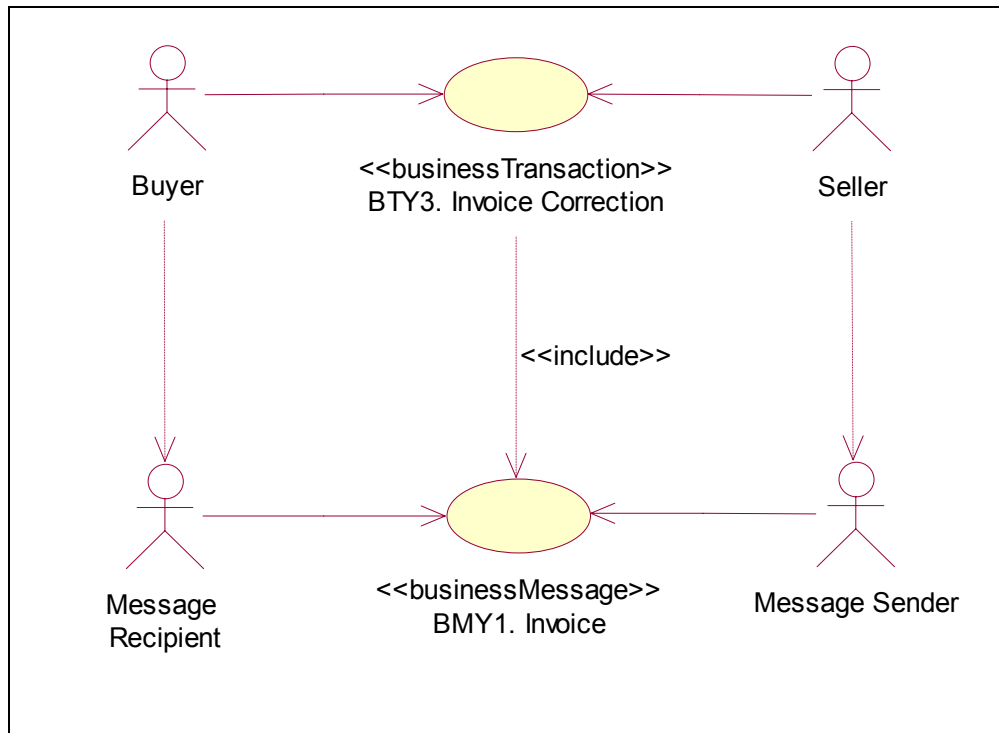 Buyer
<<businessTransaction>>
BTY3. Invoice Correction
Seller
<<include>>
Message
Recipient
<<businessMessage>>
BMY1. Invoice
Message Sender